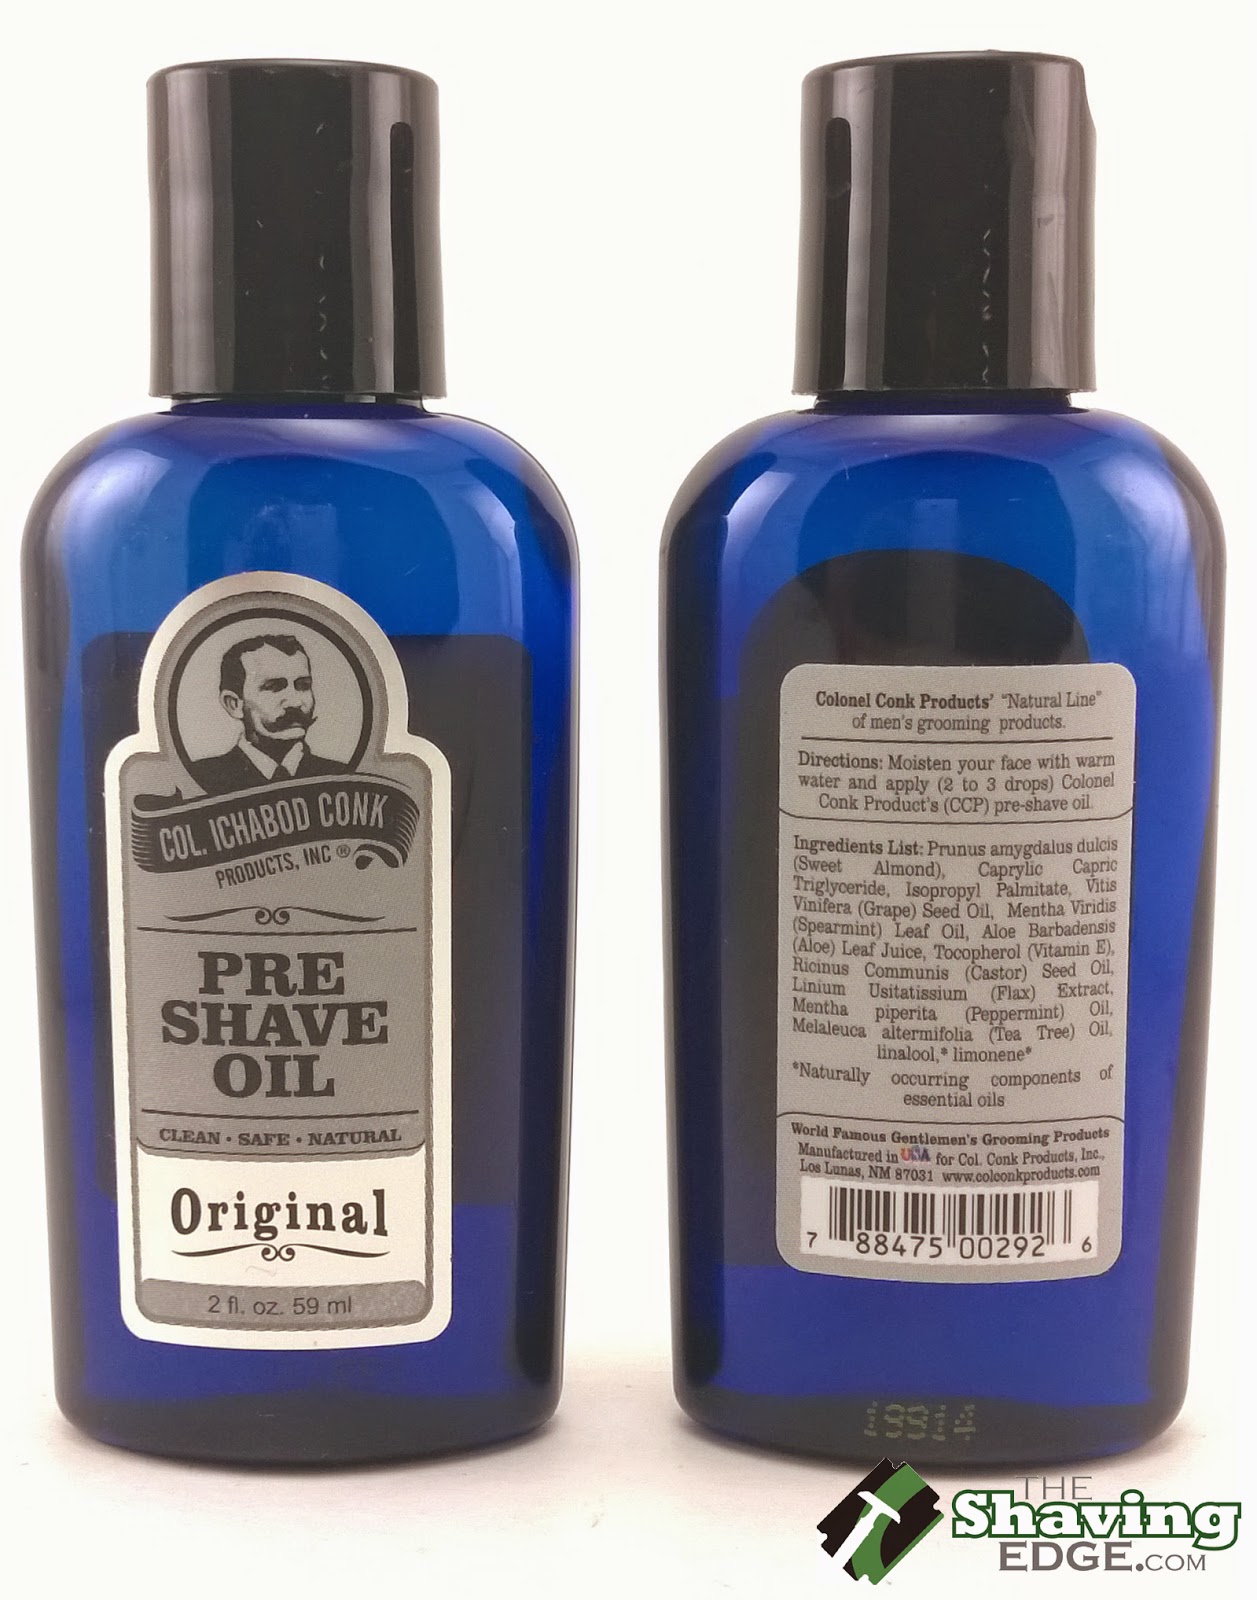 COL. ICHABOD CONK
PRODUCTS, INC ®
PRE
SHAVE
OIL
CLEAN • SAFE • NATURAL
Original
2 fl. oz. 59 ml
Colonel Conk Products' "Natural Line"
of men's grooming products.
Directions: Moisten your face with warm
water and apply (2 to 3 drops) Colonel
Conk Product's (CCP) pre-shave oil.
Ingredients List: Prunus amygdalus dulcis
(Sweet Almond), Caprylic Capric
Triglyceride, Isopropyl Palmitate, Vitis
Vinifera (Grape) Seed Oil, Mentha Viridis
(Spearmint) Leaf Oil, Aloe Barbadensis
(Aloe) Leaf Juice, Tocopherol (Vitamin E),
Ricinus Communis (Castor) Seed Oil,
Linium Usitatissium (Flax) Extract,
Mentha piperita (Peppermint) Oil,
Melaleuca altermifolia (Tea Tree) Oil,
linalool,* limonene*
*Naturally occurring components of
essential oils
World Famous Gentlemen's Grooming Products
Manufactured in USA for Col. Conk Products, Inc.,
Los Lunas, NM 87031 www.colconkproducts.com
7 88475 00292 6
THE
Shaving
EDGE.COM